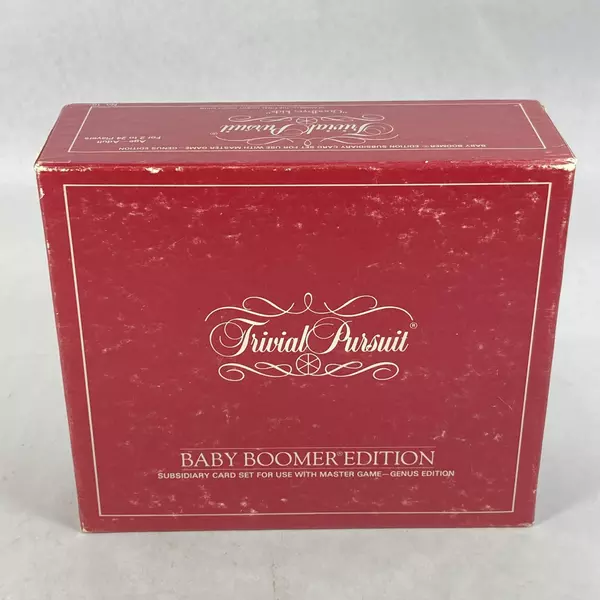 BABY BOOMER® EDITION SUBSIDIARY CARD SET FOR USE WITH MASTER GAME—GENUS EDITION
Trivial Pursuit®
Age: Adult
For 2 to 24 Players
Trivial Pursuit®
BABY BOOMER® EDITION
SUBSIDIARY CARD SET FOR USE WITH MASTER GAME—GENUS EDITION